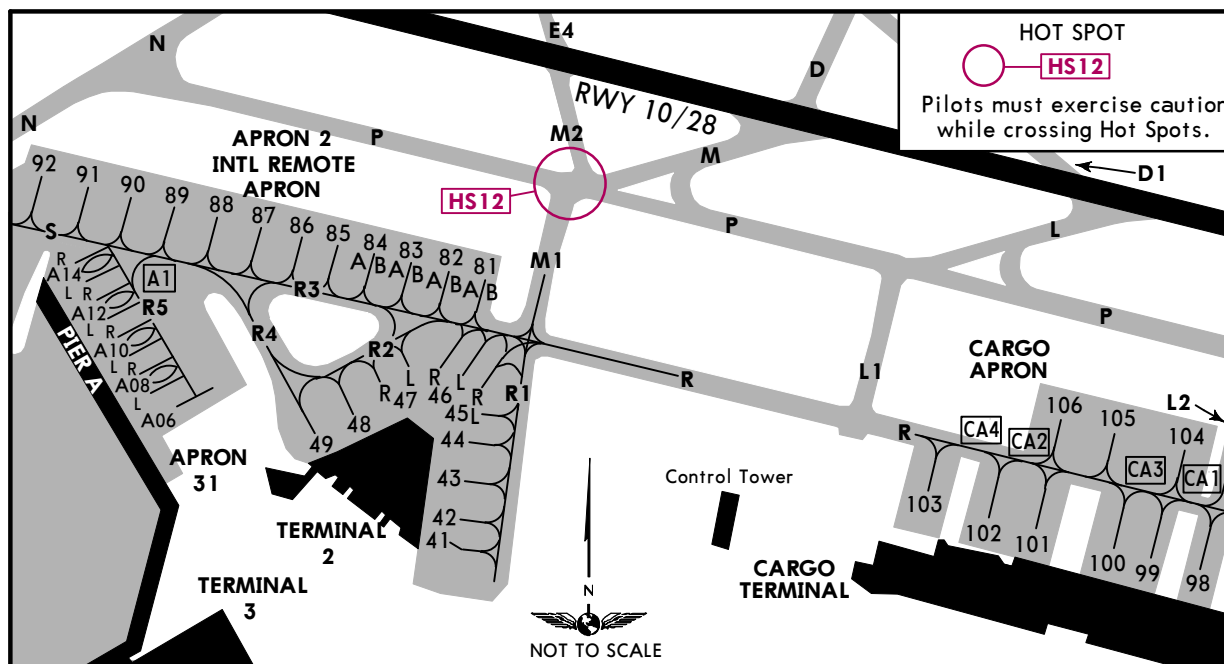 HOT SPOT
HS12
Pilots must exercise caution
while crossing Hot Spots.
N
E4
D
RWY 10/28
N
P
M2
M
D1
APRON 2
INTL REMOTE
APRON
HS12
92
91
90
89
88
87
86
85
84
83
82
81
A B
A B
A B
A B
S
P
L
M1
R
A14
L
R
A12
L
R
A10
L
R
A08
L
A06
A1
R5
R3
R4
R2
R1
R
P
PIER A
L
R
47
R
46
L
R
45
L
44
43
42
41
48
49
L1
CARGO
APRON
L2
R
CA4
CA2
CA3
CA1
106
105
104
103
102
101
100
99
98
APRON
31
TERMINAL
2
TERMINAL
3
Control Tower
CARGO
TERMINAL
N
NOT TO SCALE